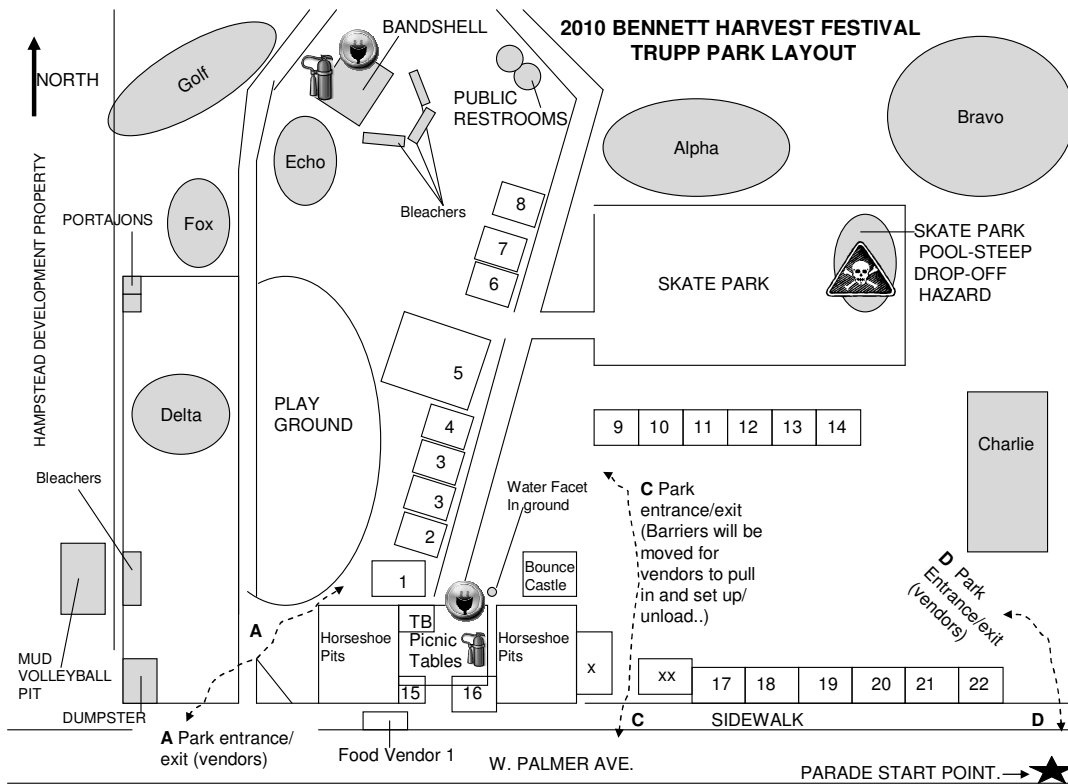 2010 BENNETT HARVEST FESTIVAL
TRUPP PARK LAYOUT
BANDSHELL
NORTH
Golf
PUBLIC
RESTROOMS
Bravo
Alpha
Echo
HAMPSTEAD DEVELOPMENT PROPERTY
PORTAJONS
Fox
Bleachers
8
7
6
SKATE PARK
SKATE PARK
POOL-STEEP
DROP-OFF
HAZARD
5
PLAY
GROUND
Delta
4
3
3
2
1
9
10
11
12
13
14
Charlie
Bleachers
Water Facet
In ground
C Park
entrance/exit
(Barriers will be
moved for
vendors to pull
in and set up/
unload..)
D Park
Entrance/exit
(vendors)
Bounce
Castle
A
TB
Picnic
Tables
Horseshoe
Pits
Horseshoe
Pits
x
xx
15
16
17
18
19
20
21
22
MUD
VOLLEYBALL
PIT
DUMPSTER
A Park entrance/
exit (vendors)
Food Vendor 1
C
SIDEWALK
D
W. PALMER AVE.
PARADE START POINT.